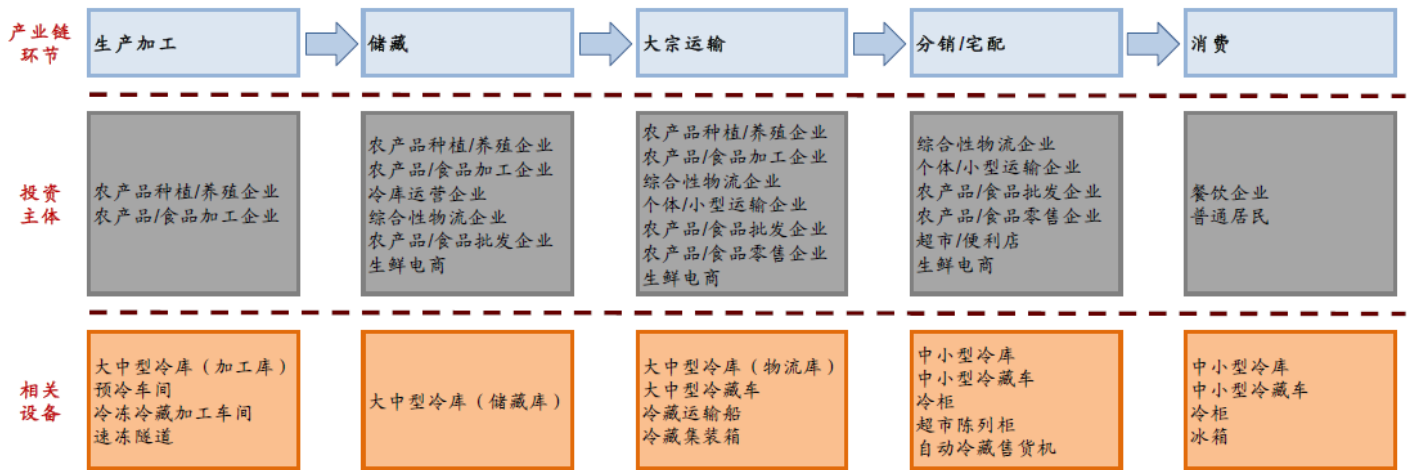 产业链
环节
生产加工
储藏
大宗运输
分销/宅配
消费
投资
主体
农产品种植/养殖企业
农产品/食品加工企业
农产品种植/养殖企业
农产品/食品加工企业
冷库运营企业
综合性物流企业
农产品/食品批发企业
生鲜电商
农产品种植/养殖企业
农产品/食品加工企业
综合性物流企业
个体/小型运输企业
农产品/食品批发企业
农产品/食品零售企业
生鲜电商
综合性物流企业
个体/小型运输企业
农产品/食品批发企业
农产品/食品零售企业
超市/便利店
生鲜电商
餐饮企业
普通居民
相关
设备
大中型冷库（加工库）
预冷车间
冷冻冷藏加工车间
速冻隧道
大中型冷库（储藏库）
大中型冷库（物流库）
大中型冷藏车
冷藏运输船
冷藏集装箱
中小型冷库
中小型冷藏车
冷柜
超市陈列柜
自动冷藏售货机
中小型冷库
中小型冷藏车
冷柜
冰箱